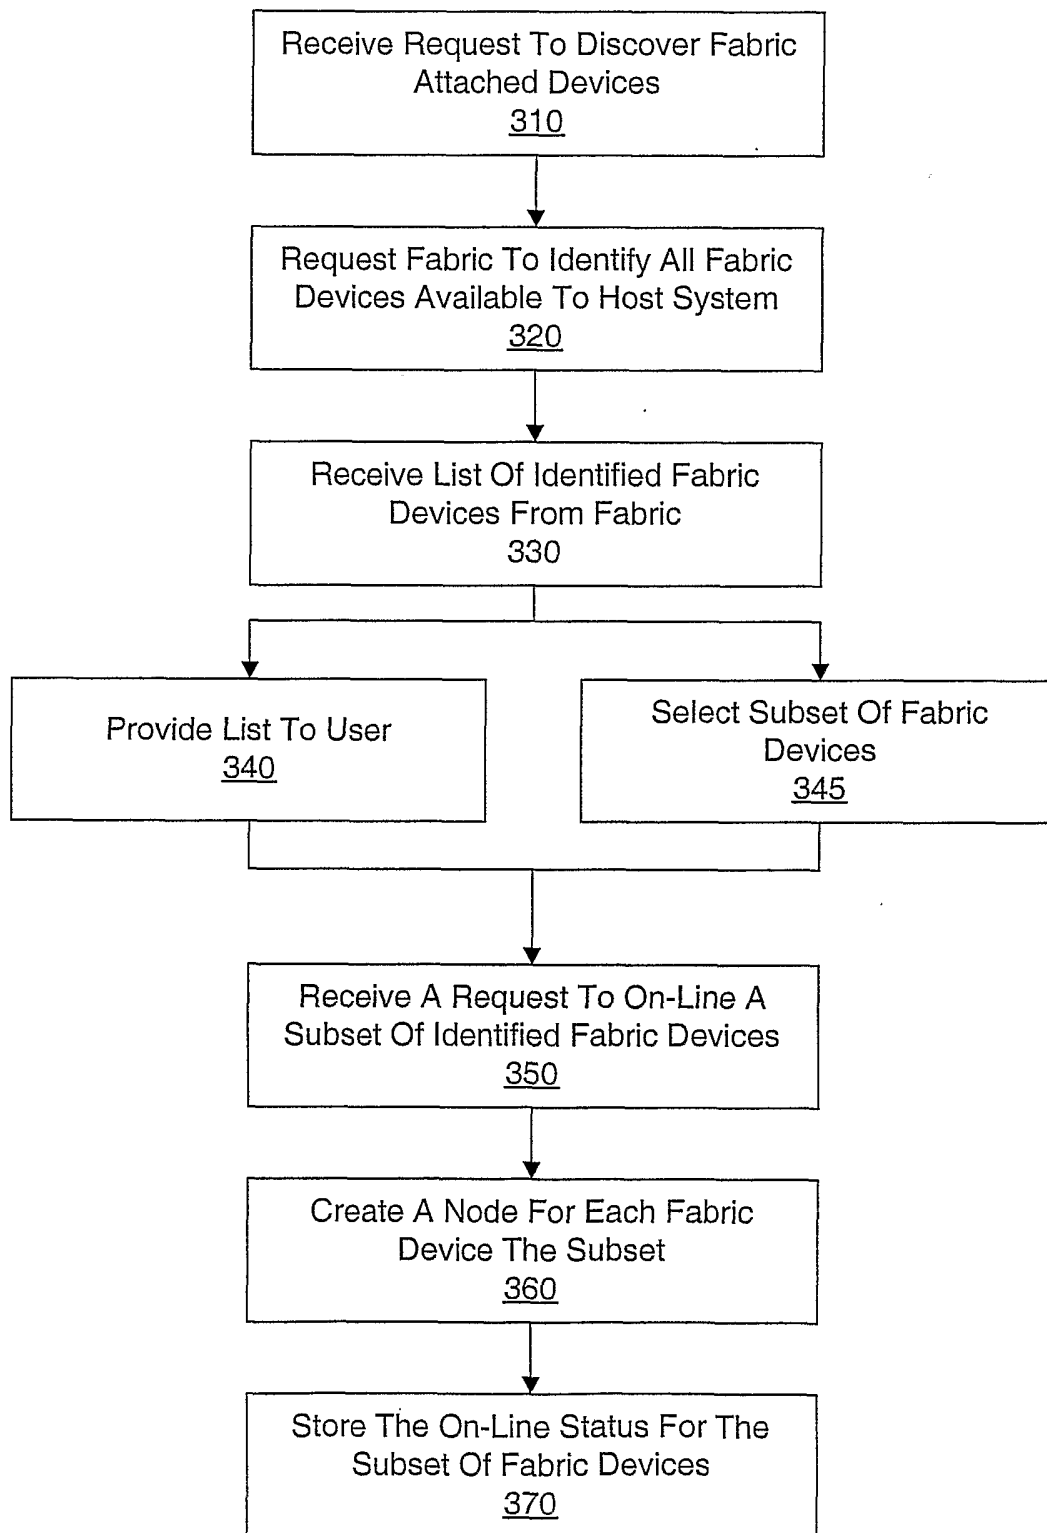 Receive Request To Discover Fabric
Attached Devices
310
Request Fabric To Identify All Fabric
Devices Available To Host System
320
Receive List Of Identified Fabric
Devices From Fabric
330
Provide List To User
340
Select Subset Of Fabric
Devices
345
Receive A Request To On-Line A
Subset Of Identified Fabric Devices
350
Create A Node For Each Fabric
Device The Subset
360
Store The On-Line Status For The
Subset Of Fabric Devices
370